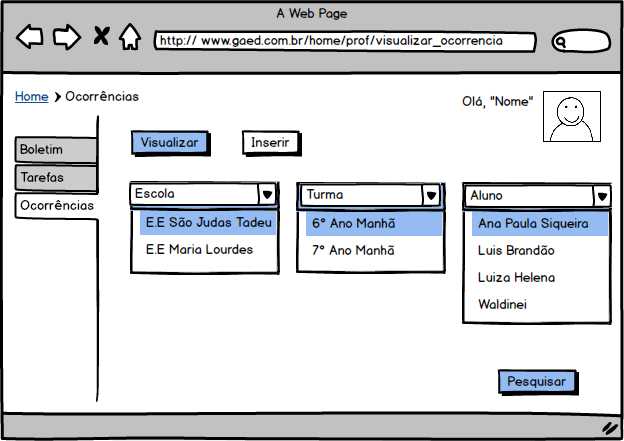 A Web Page
http:// www.gaed.com.br/home/prof/visualizar_ocorrencia
Home > Ocorrências
Olá, "Nome"
Visualizar
Inserir
Boletim
Tarefas
Ocorrências
Escola
E.E São Judas Tadeu
E.E Maria Lourdes
Turma
6° Ano Manhã
7° Ano Manhã
Aluno
Ana Paula Siqueira
Luis Brandão
Luiza Helena
Waldinei
Pesquisar